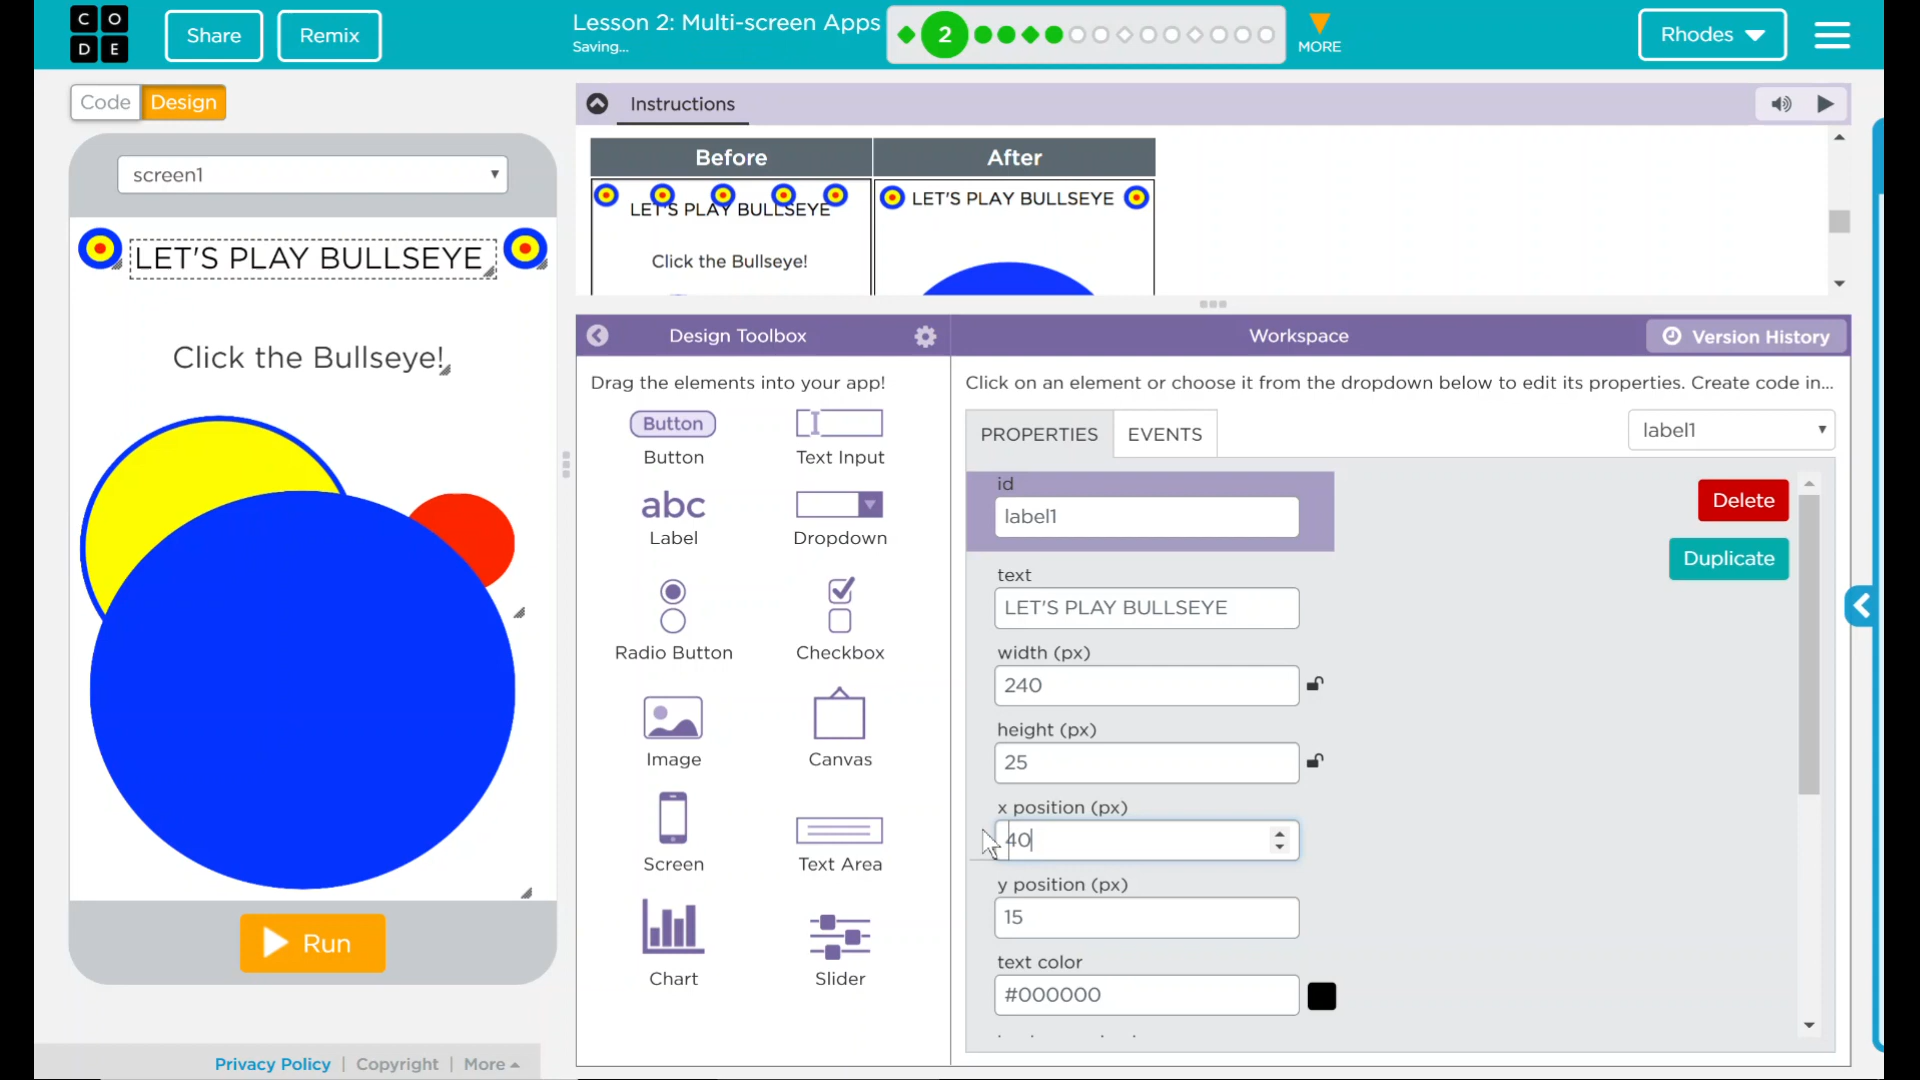 CO
DE
Share
Remix
Lesson 2: Multi-screen Apps
Saving...
2
MORE
Rhodes
Code
Design
Instructions
screen1
Before
After
LET'S PLAY BULLSEYE
LET'S PLAY BULLSEYE
Click the Bullseye!
LET'S PLAY BULLSEYE
Click the Bullseye!
Run
Design Toolbox
Workspace
Version History
Drag the elements into your app!
Click on an element or choose it from the dropdown below to edit its properties. Create code in...
Button
Button
Text Input
abc
Label
Dropdown
Radio Button
Checkbox
Image
Canvas
Screen
Text Area
Chart
Slider
PROPERTIES
EVENTS
label1
id
label1
Delete
Duplicate
text
LET'S PLAY BULLSEYE
width (px)
240
height (px)
25
x position (px)
40
y position (px)
15
text color
#000000
Privacy Policy | Copyright | More